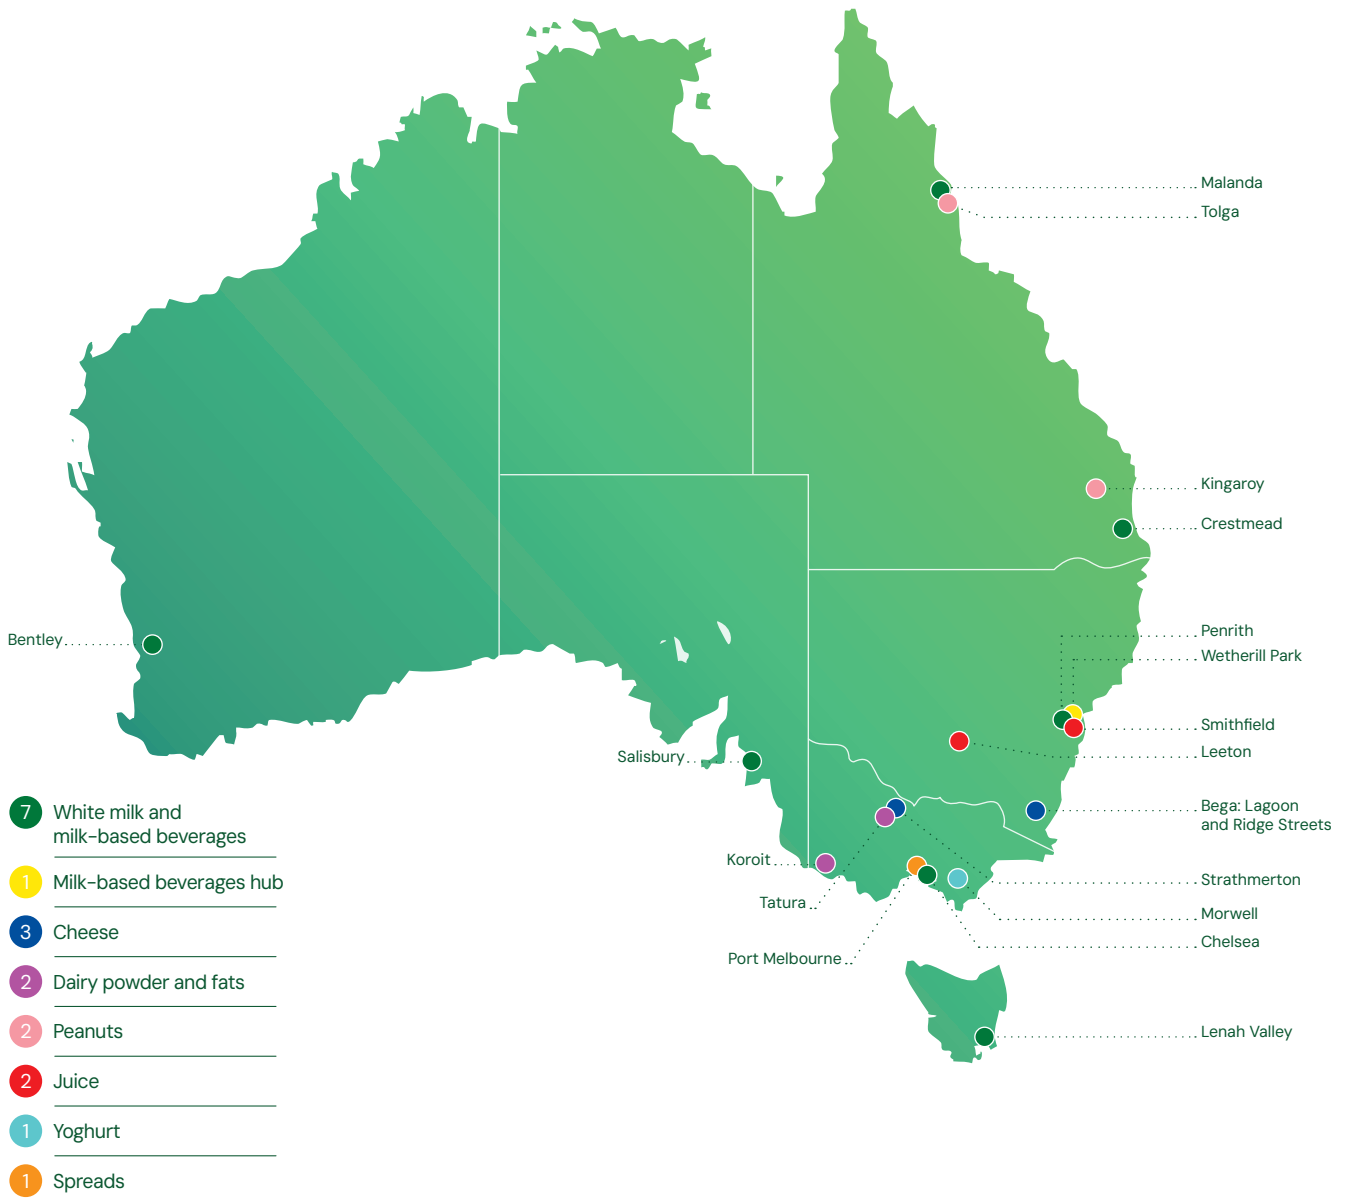 Malanda
Tolga
Kingaroy
Crestmead
Bentley
Penrith
Wetherill Park
Smithfield
Leeton
Salisbury
Bega: Lagoon
and Ridge Streets
Koroit
Strathmerton
Tatura
Morwell
Chelsea
Port Melbourne
Lenah Valley
7 White milk and
milk-based beverages
1 Milk-based beverages hub
3 Cheese
2 Dairy powder and fats
2 Peanuts
2 Juice
1 Yoghurt
1 Spreads